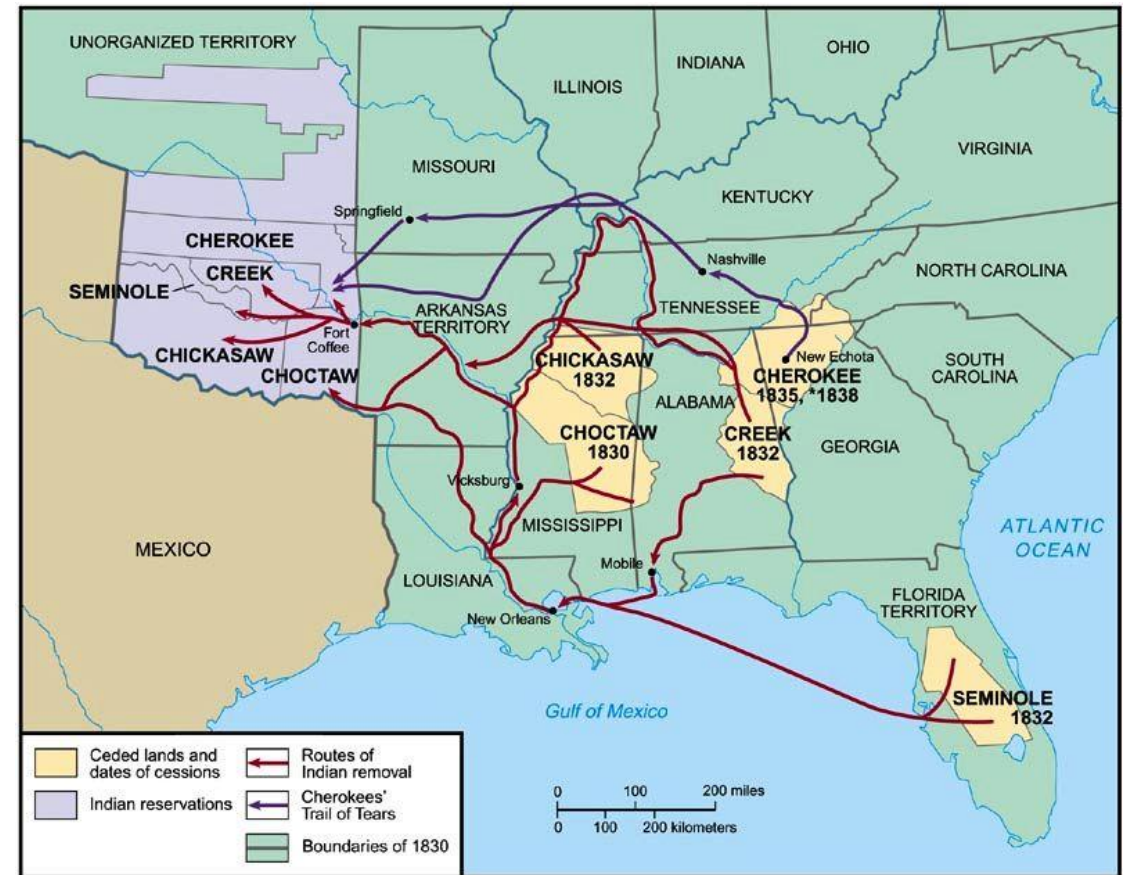 UNORGANIZED TERRITORY
ILLINOIS
INDIANA
OHIO
MISSOURI
VIRGINIA
KENTUCKY
Springfield
CHEROKEE
Nashville
CREEK
NORTH CAROLINA
SEMINOLE
ARKANSAS
TERRITORY
TENNESSEE
Fort
Coffee
CHICKASAW
CHOCTAW
CHICKASAW
1832
New Echota
CHEROKEE
1835, *1838
SOUTH
CAROLINA
ALABAMA
CHOCTAW
1830
CREEK
1832
GEORGIA
Vicksburg
MISSISSIPPI
MEXICO
ATLANTIC
OCEAN
LOUISIANA
Mobile
New Orleans
FLORIDA
TERRITORY
SEMINOLE
1832
Gulf of Mexico
Ceded lands and
dates of cessions
Indian reservations
Routes of
Indian removal
Cherokees'
Trail of Tears
Boundaries of 1830
0 100 200 miles
0 100 200 kilometers